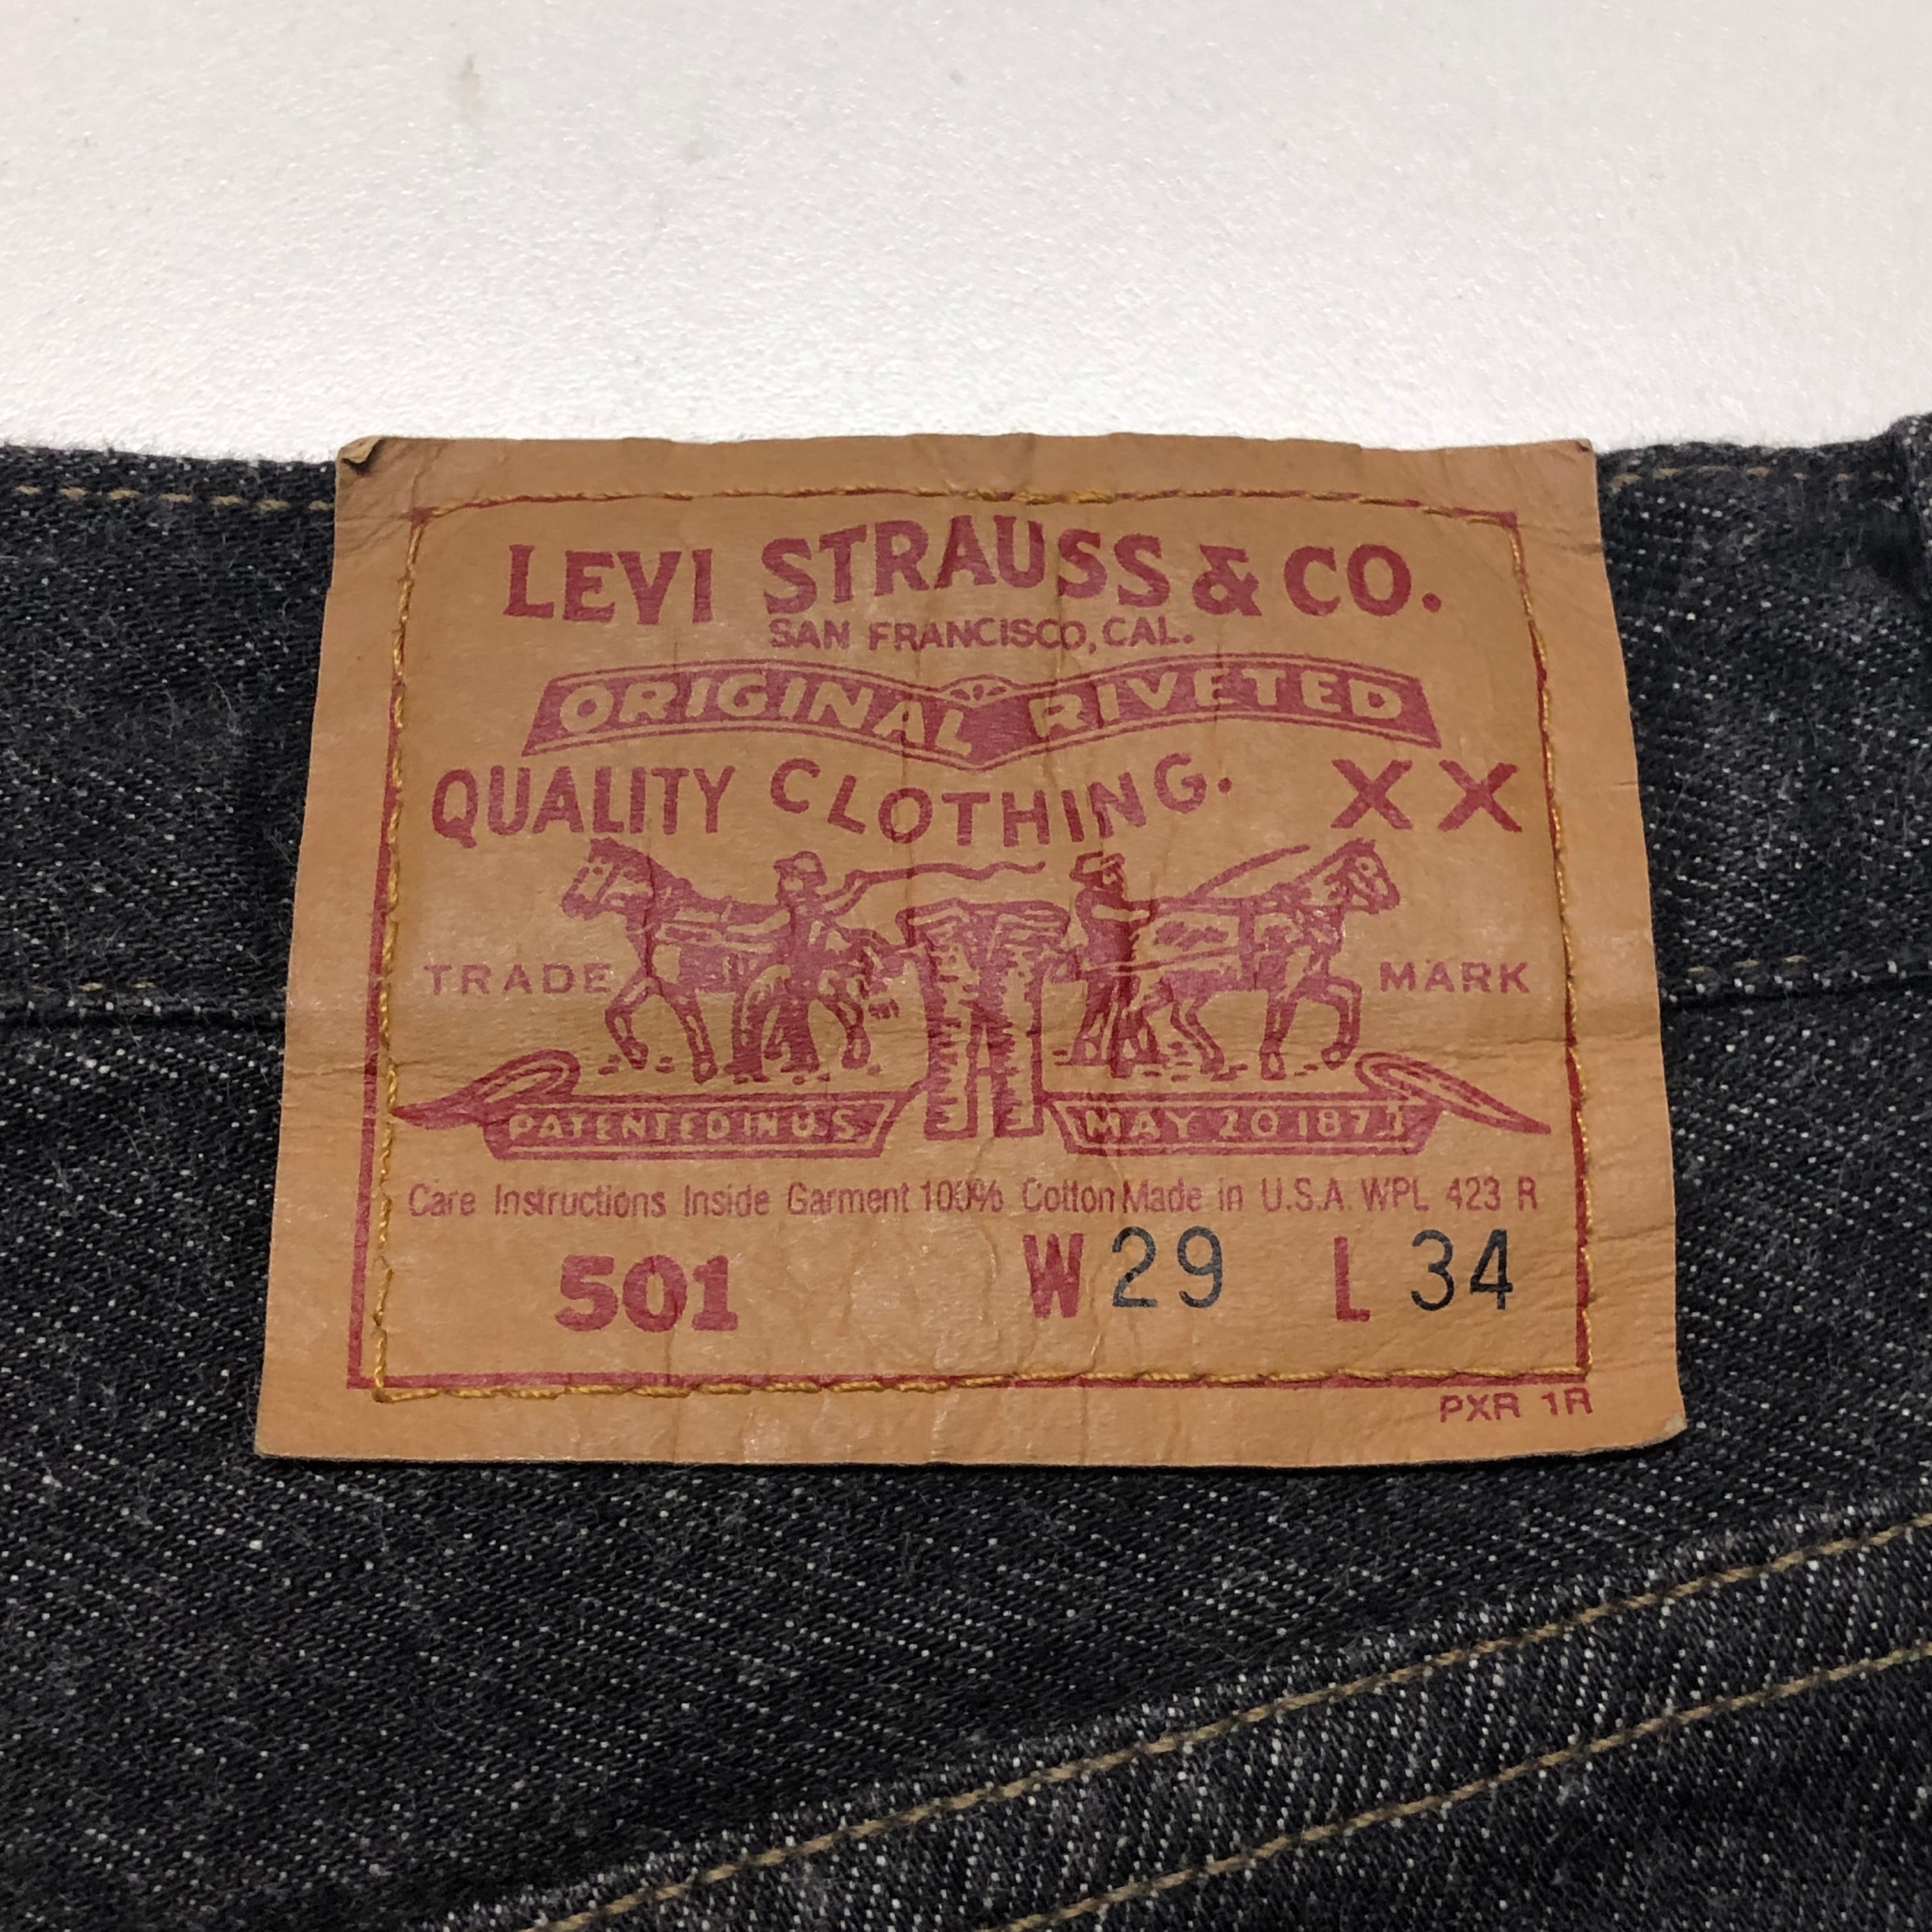 LEVI STRAUSS & CO.
SAN FRANCISCO, CAL.
ORIGINAL RIVETED
QUALITY CLOTHING. XX
TRADE MARK
PATENTED IN U.S MAY 20 1873
Care Instructions Inside Garment 100% Cotton Made in U.S.A. WPL 423 R
501 W 29 L 34
PXR 1R